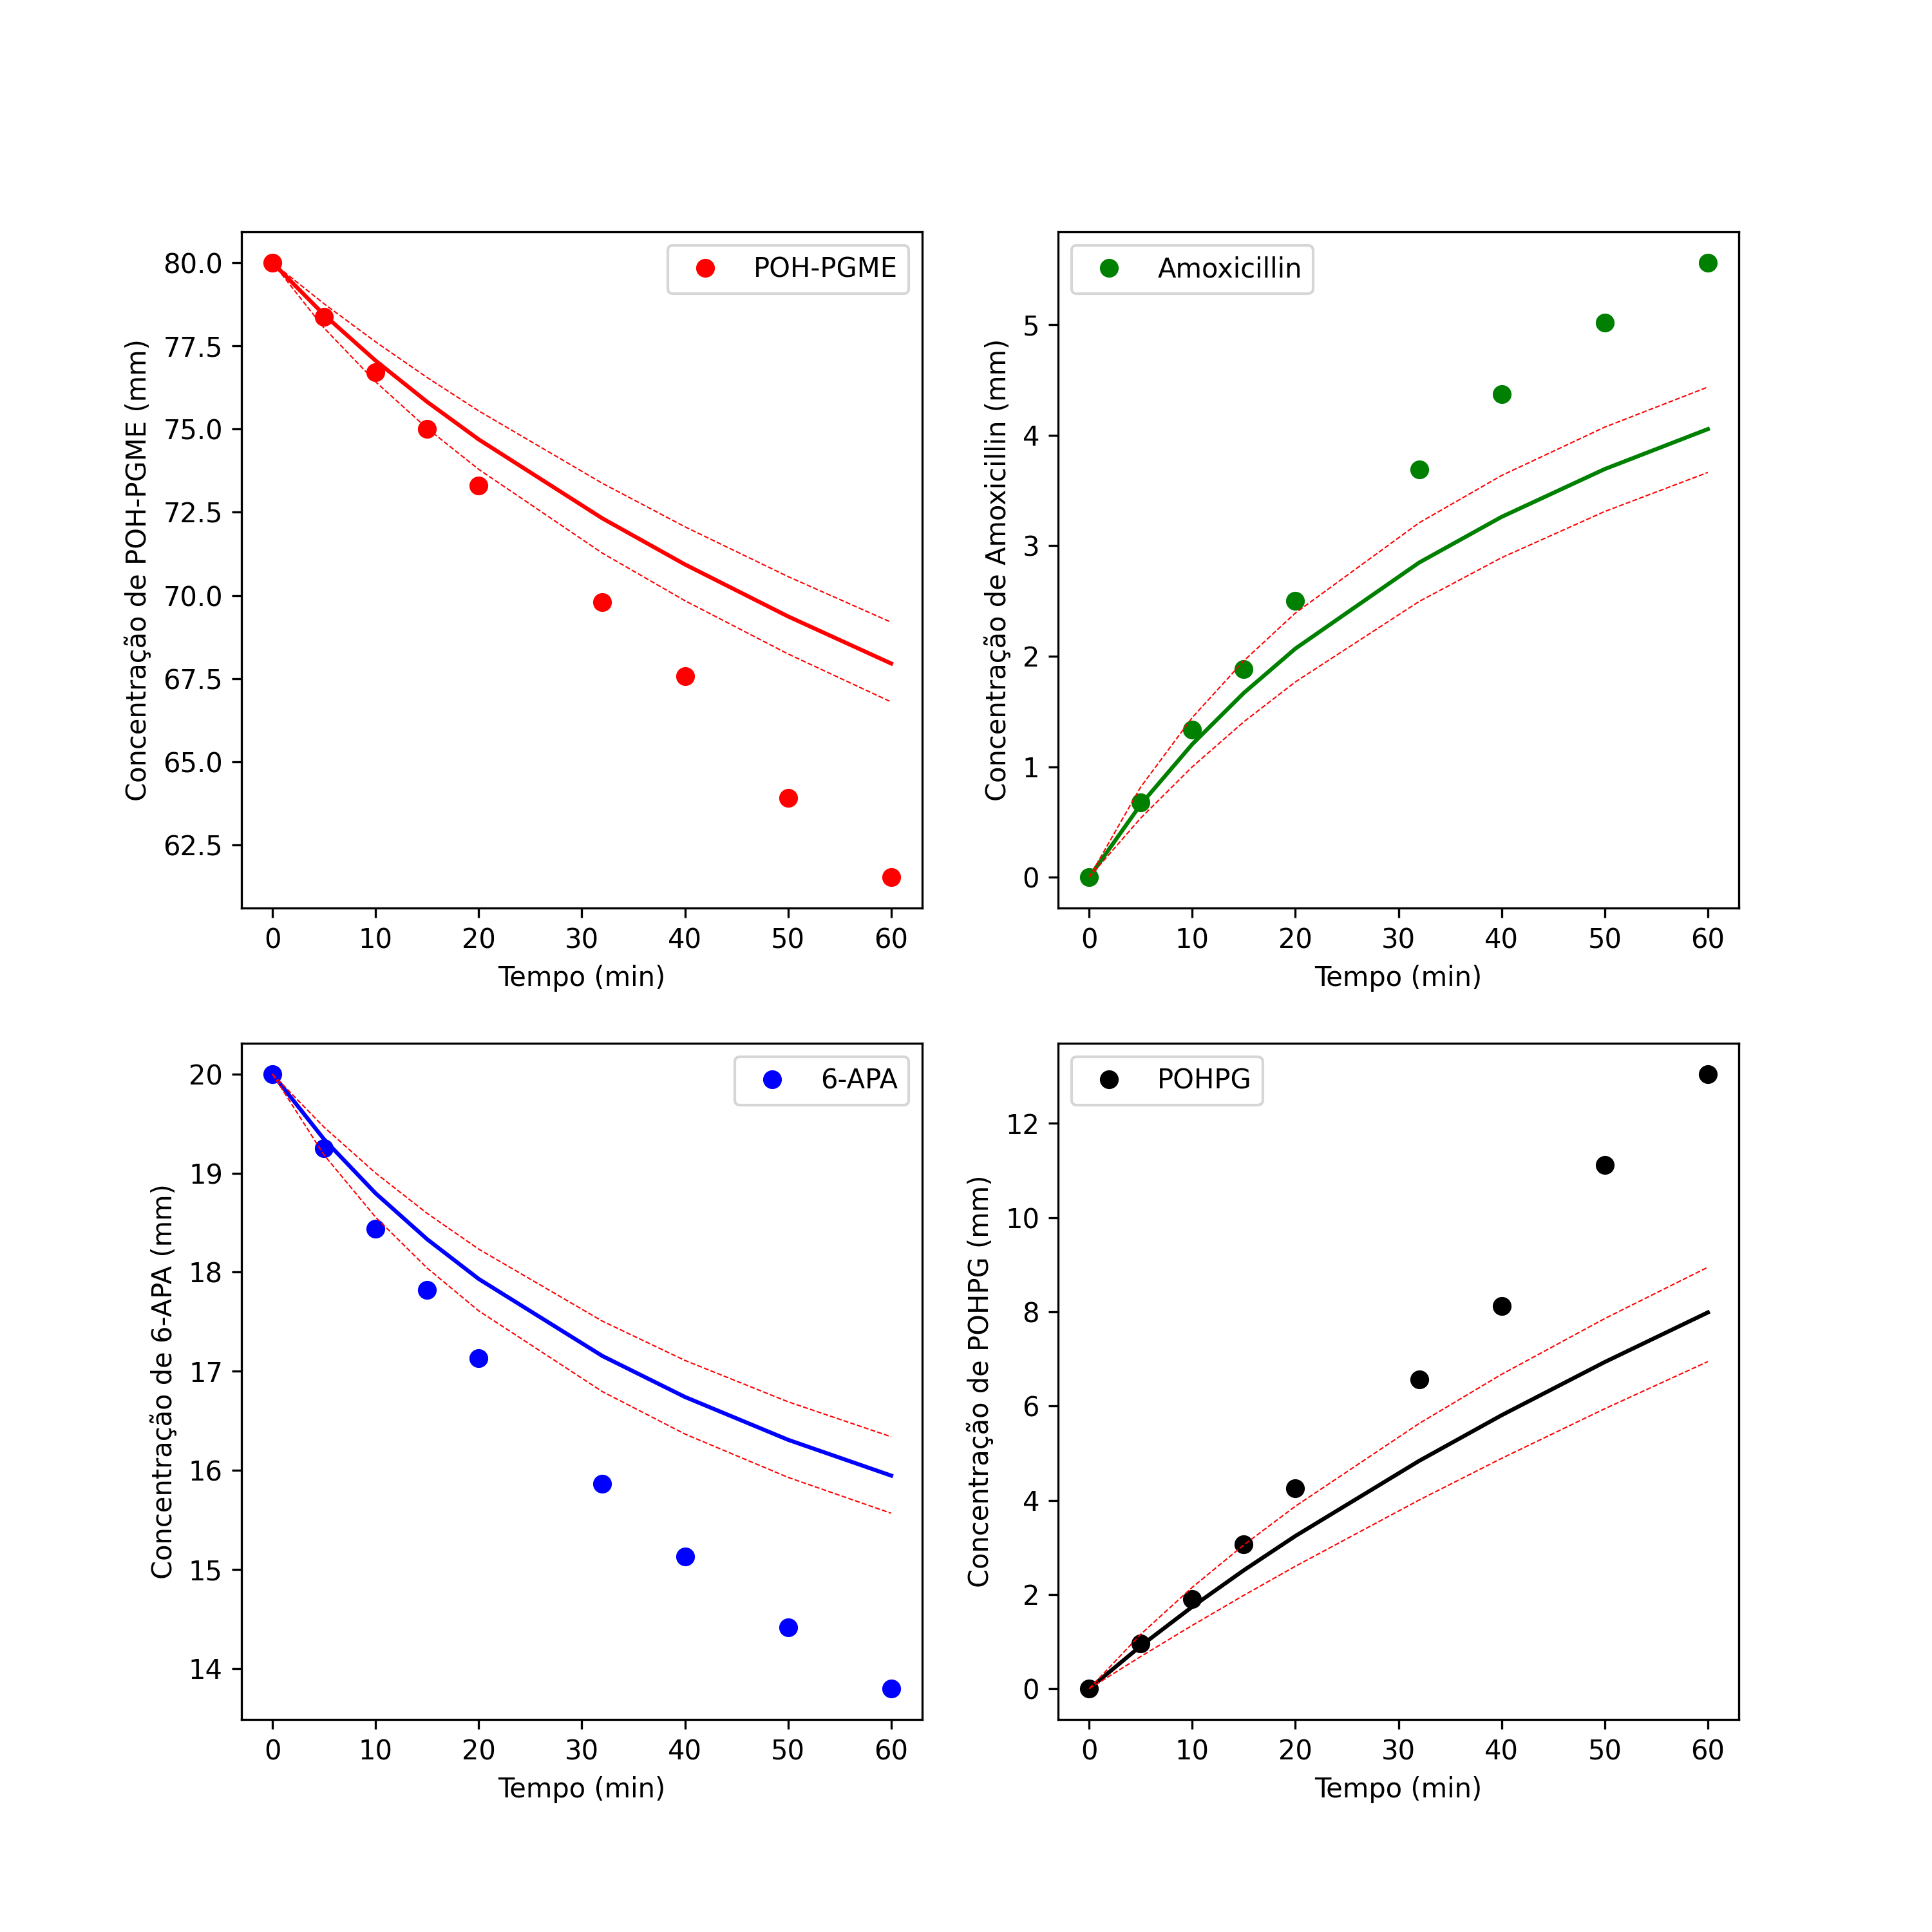 POH-PGME
Concentração de POH-PGME (mm)
80.0
77.5
75.0
72.5
70.0
67.5
65.0
62.5
0 10 20 30 40 50 60
Tempo (min)
Amoxicillin
Concentração de Amoxicillin (mm)
5
4
3
2
1
0
0 10 20 30 40 50 60
Tempo (min)
6-APA
Concentração de 6-APA (mm)
20
19
18
17
16
15
14
0 10 20 30 40 50 60
Tempo (min)
POHPG
Concentração de POHPG (mm)
12
10
8
6
4
2
0
0 10 20 30 40 50 60
Tempo (min)